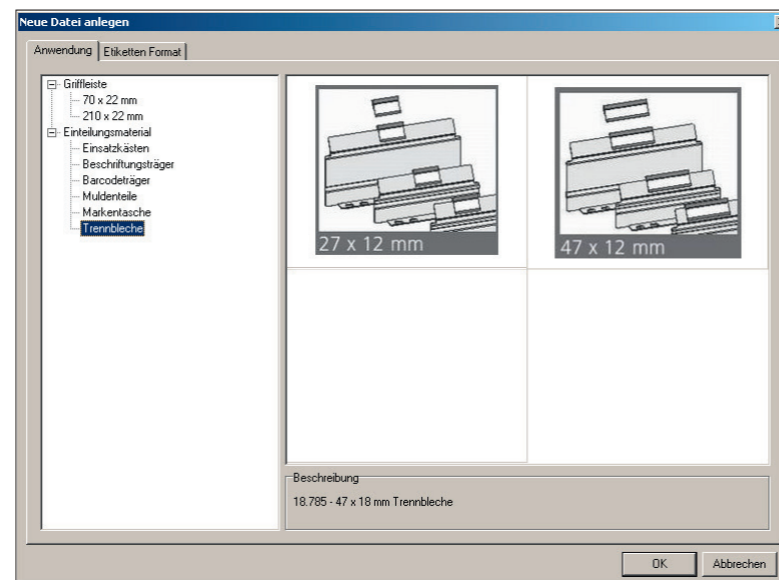 Neue Datei anlegen
Anwendung
Etiketten Format
Griffleiste
70 x 22 mm
210 x 22 mm
Einteilungsmaterial
Einsatzkästen
Beschriftungsträger
Barcodeträger
Muldenteile
Markentasche
Trennbleche
27 x 12 mm
47 x 12 mm
Beschreibung
18.785 - 47 x 18 mm Trennbleche
OK
Abbrechen